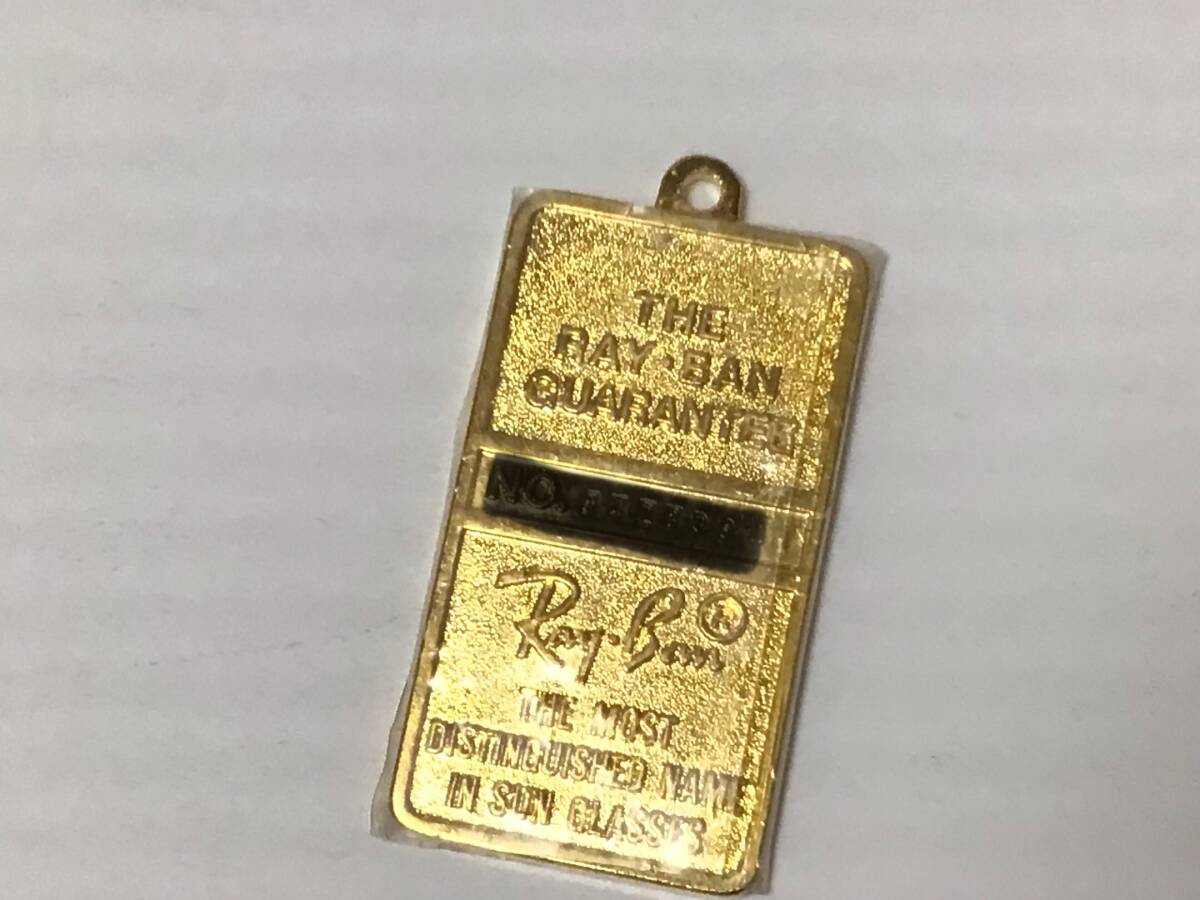 THE
RAY·BAN
GUARANTEE
NO.
Ray·Ban ®
THE MOST
DISTINGUISHED NAME
IN SUN GLASSES